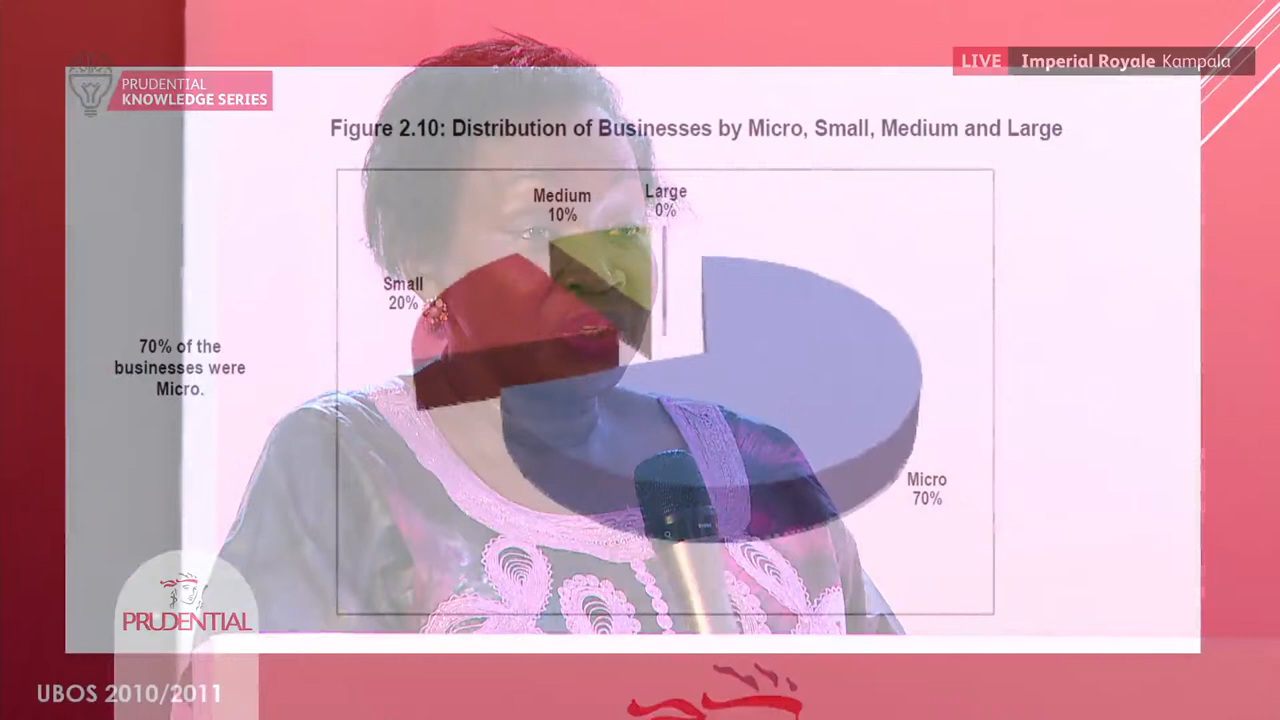 LIVE Imperial Royale Kampala
PRUDENTIAL
KNOWLEDGE SERIES
Figure 2.10: Distribution of Businesses by Micro, Small, Medium and Large
Medium
10%
Large
0%
Small
20%
70% of the
businesses were
Micro.
Micro
70%
PRUDENTIAL
UBOS 2010/2011